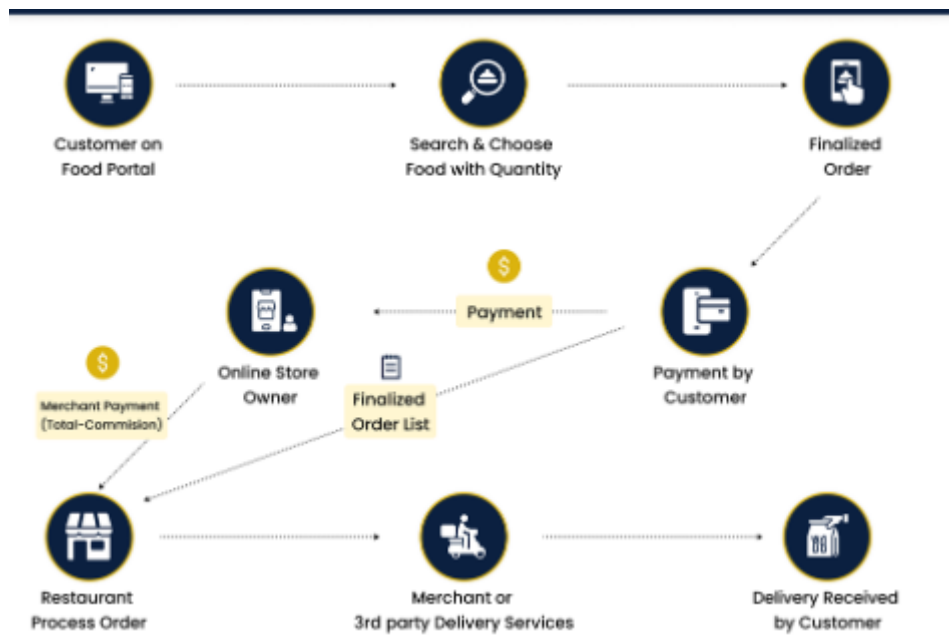 Customer on
Food Portal
Search & Choose
Food with Quantity
Finalized
Order
$
Payment
Online Store
Owner
Payment by
Customer
$
Merchant Payment
(Total-Commision)
Finalized
Order List
Restaurant
Process Order
Merchant or
3rd party Delivery Services
Delivery Received
by Customer